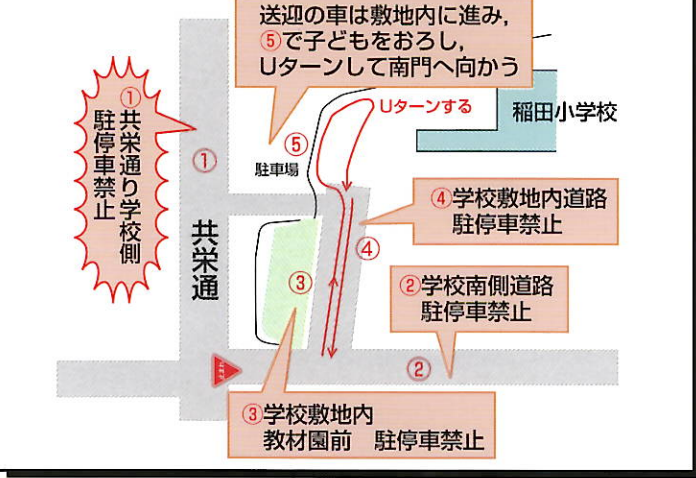 送迎の車は敷地内に進み，
⑤で子どもをおろし，
Uターンして南門へ向かう
Uターンする
稲田小学校
①共栄通り学校側
駐停車禁止
①
⑤
駐車場
④学校敷地内道路
駐停車禁止
共栄通
④
③
②学校南側道路
駐停車禁止
②
③学校敷地内
教材園前　駐停車禁止